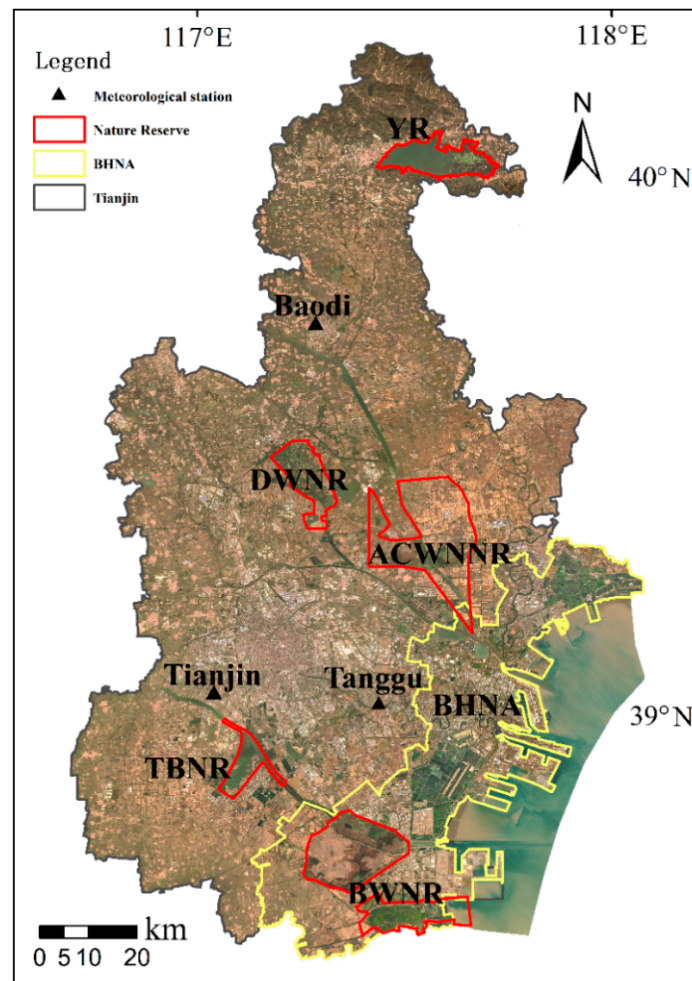 117°E
118°E
Legend
Meteorological station
Nature Reserve
BHNA
Tianjin
N
YR
40°N
Baodi
DWNR
ACWNNR
Tianjin
Tanggu
BHNA
39°N
TBNR
BWNR
km
0 5 10 20